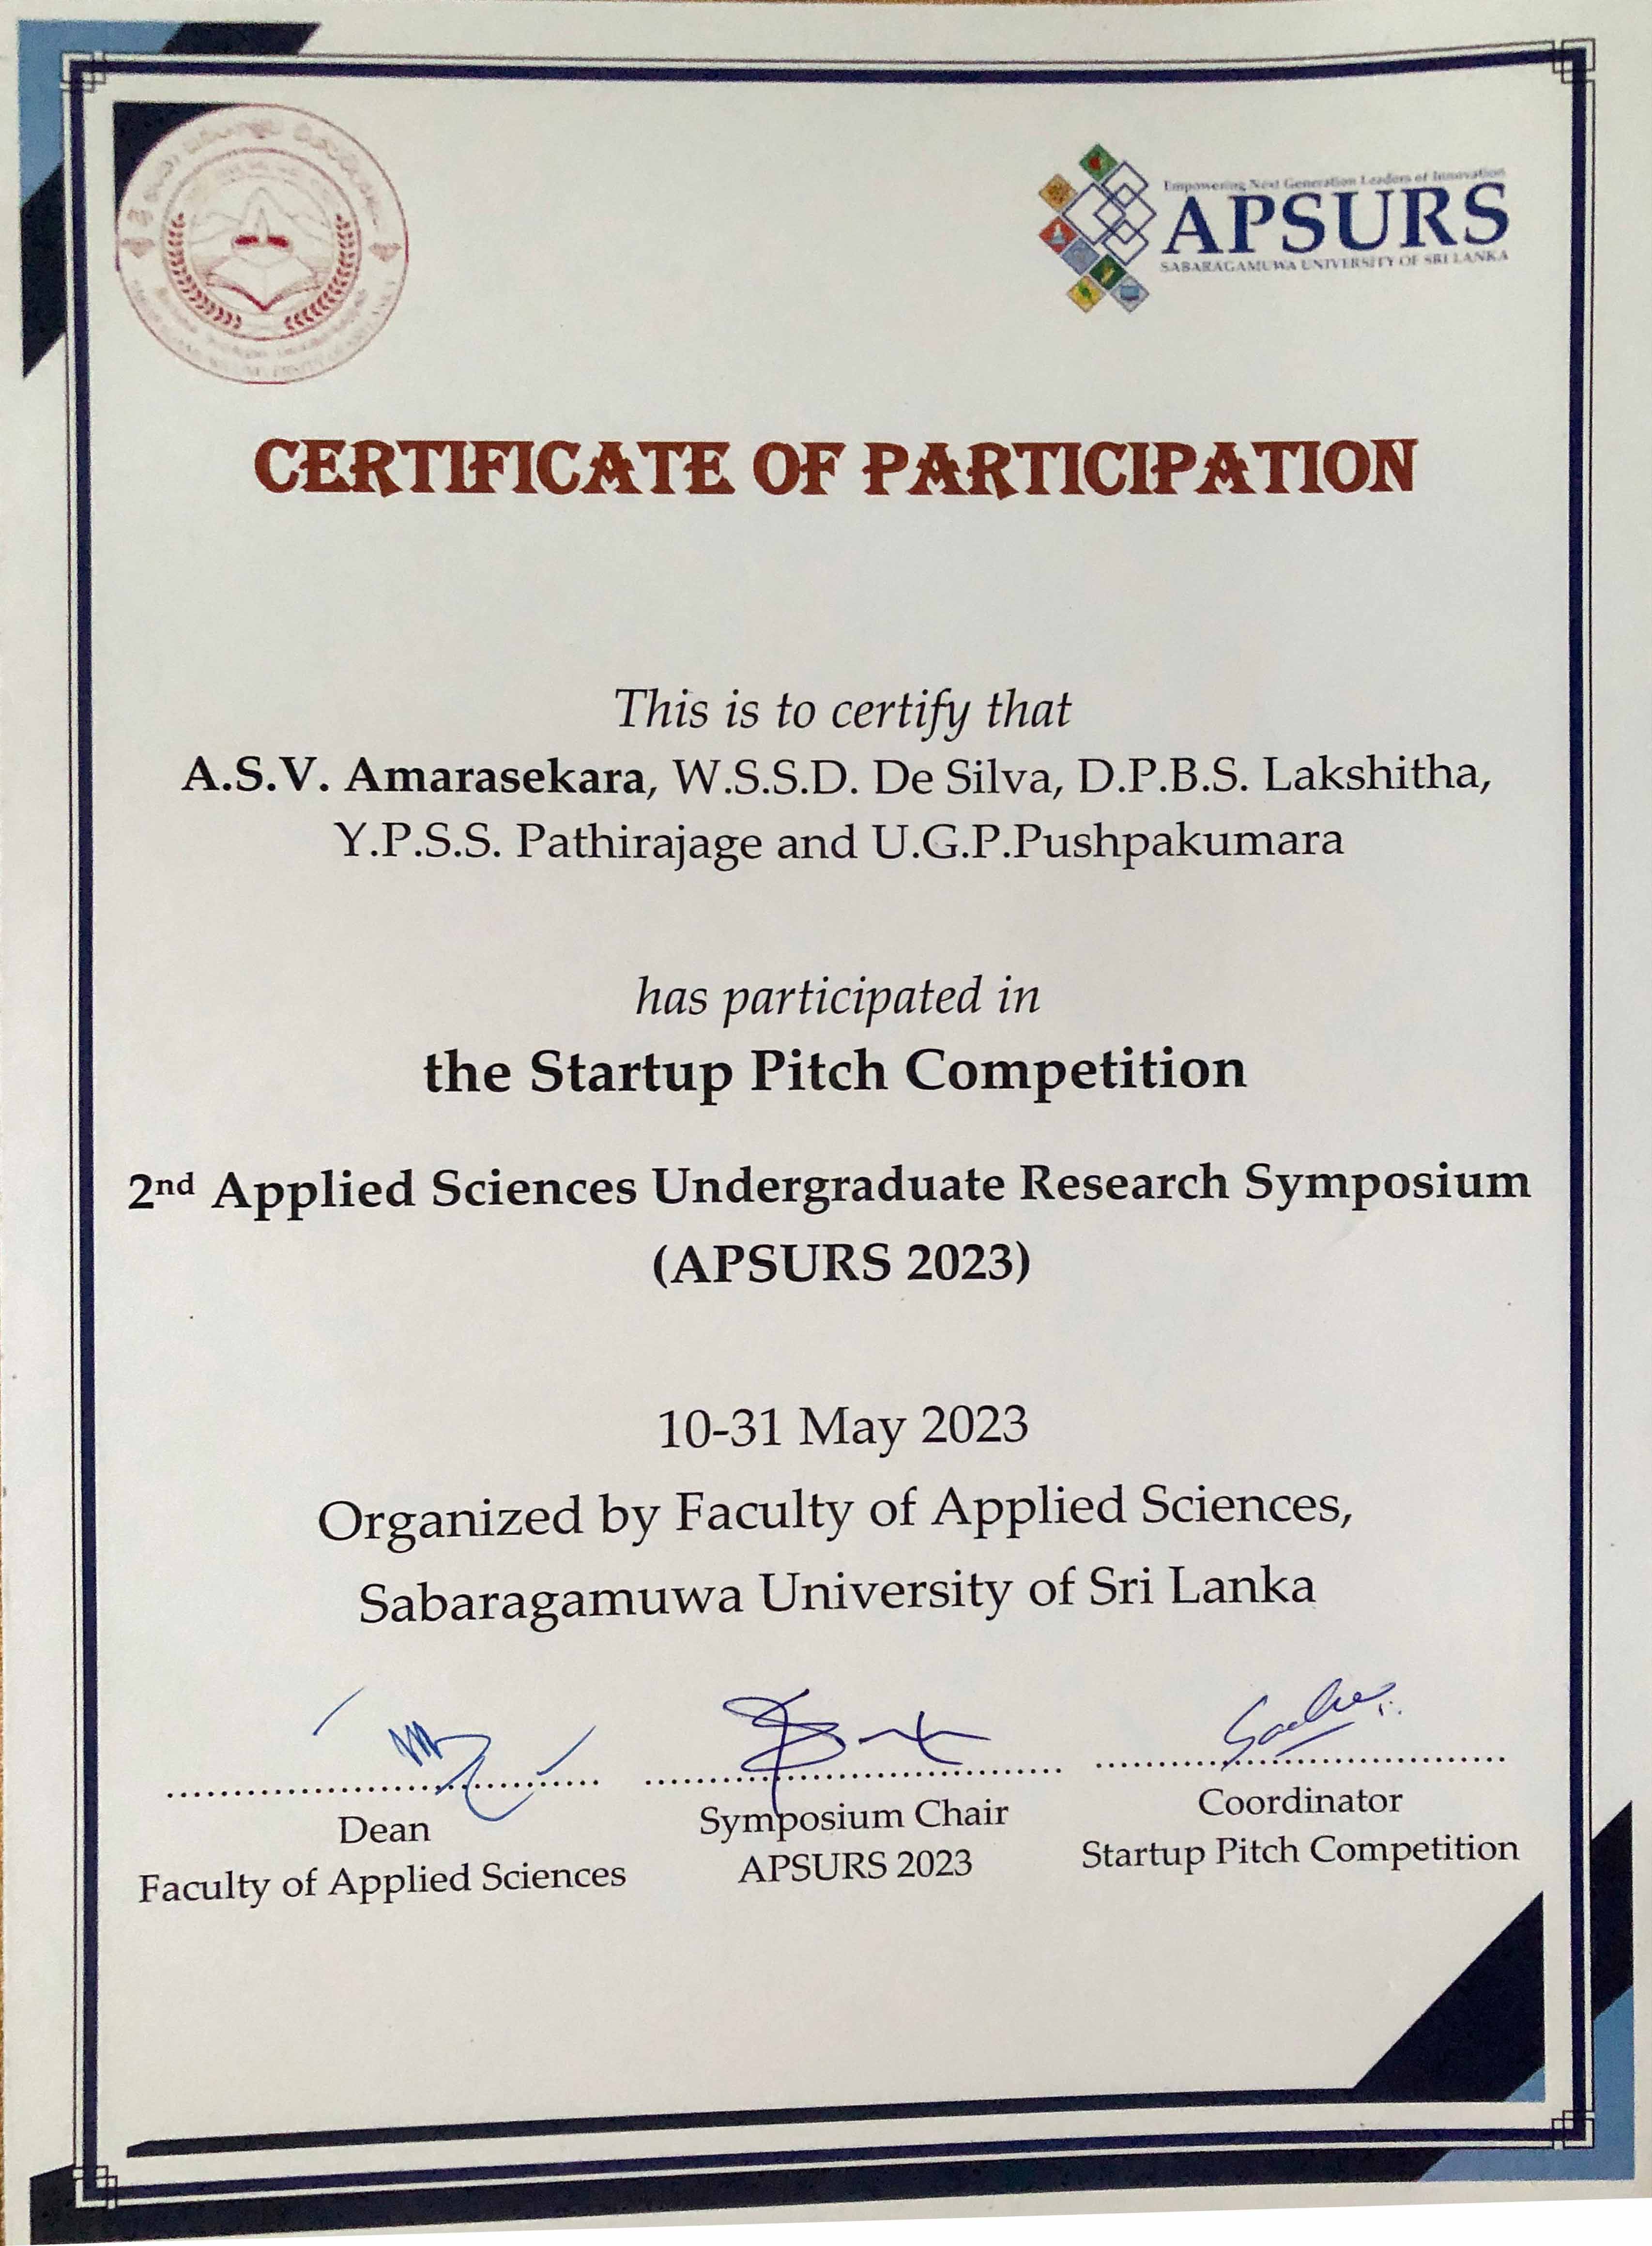 Empowering Next Generation Leaders of Innovation
APSURS
SABARAGAMUWA UNIVERSITY OF SRI LANKA
CERTIFICATE OF PARTICIPATION
This is to certify that
A.S.V. Amarasekara, W.S.S.D. De Silva, D.P.B.S. Lakshitha,
Y.P.S.S. Pathirajage and U.G.P.Pushpakumara
has participated in
the Startup Pitch Competition
2nd Applied Sciences Undergraduate Research Symposium
(APSURS 2023)
10-31 May 2023
Organized by Faculty of Applied Sciences,
Sabaragamuwa University of Sri Lanka
Dean
Faculty of Applied Sciences
Symposium Chair
APSURS 2023
Coordinator
Startup Pitch Competition